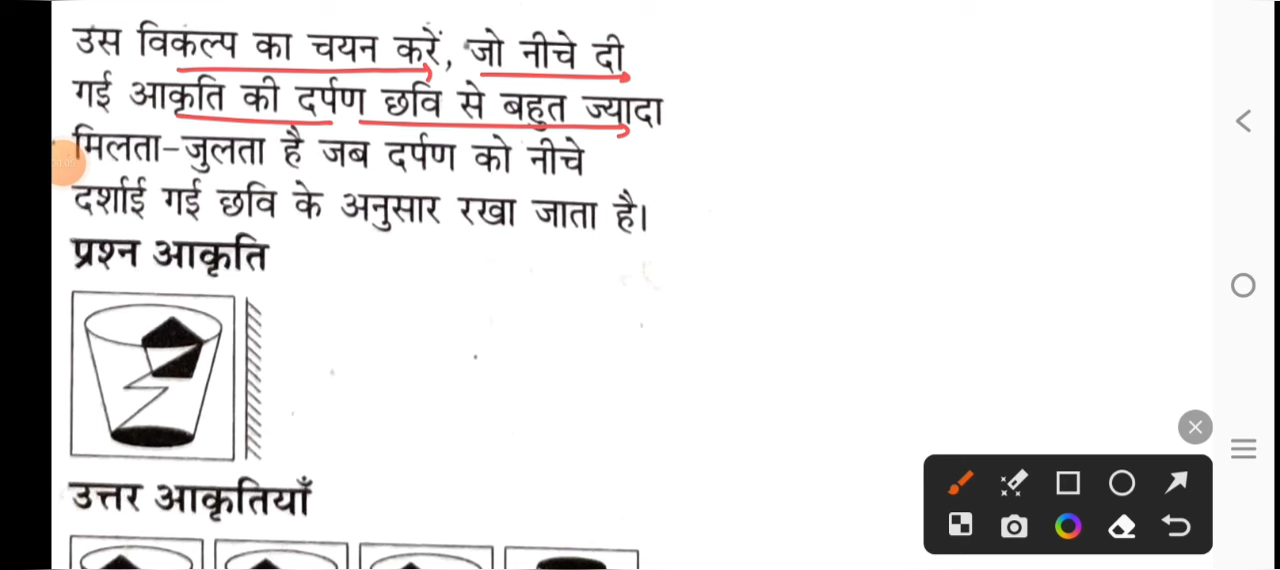 उस विकल्प का चयन करें, जो नीचे दी
गई आकृति की दर्पण छवि से बहुत ज्यादा
मिलता-जुलता है जब दर्पण को नीचे
दर्शाई गई छवि के अनुसार रखा जाता है।
प्रश्न आकृति
उत्तर आकृतियाँ